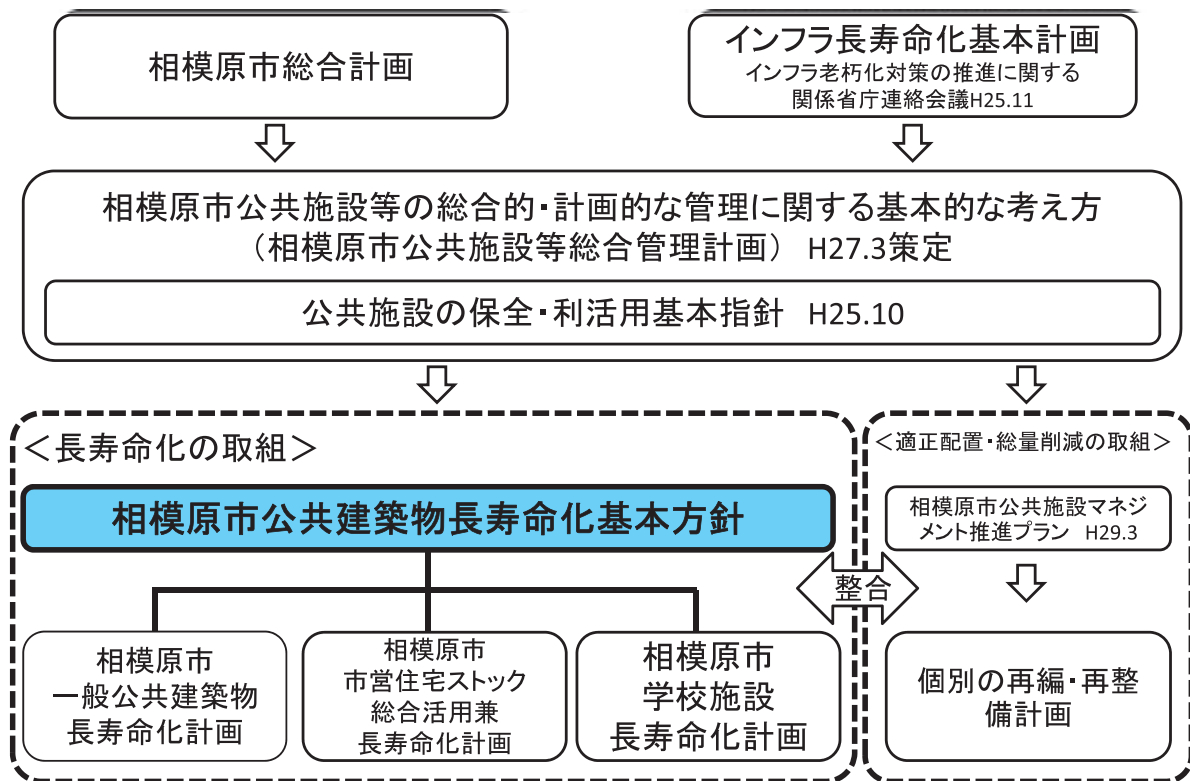 相模原市総合計画
インフラ長寿命化基本計画
インフラ老朽化対策の推進に関する
関係省庁連絡会議H25.11
相模原市公共施設等の総合的・計画的な管理に関する基本的な考え方
（相模原市公共施設等総合管理計画） H27.3策定
公共施設の保全・利活用基本指針 H25.10
＜長寿命化の取組＞
相模原市公共建築物長寿命化基本方針
相模原市
一般公共建築物
長寿命化計画
相模原市
市営住宅ストック
総合活用兼
長寿命化計画
相模原市
学校施設
長寿命化計画
整合
＜適正配置・総量削減の取組＞
相模原市公共施設マネジ
メント推進プラン H29.3
個別の再編・再整
備計画